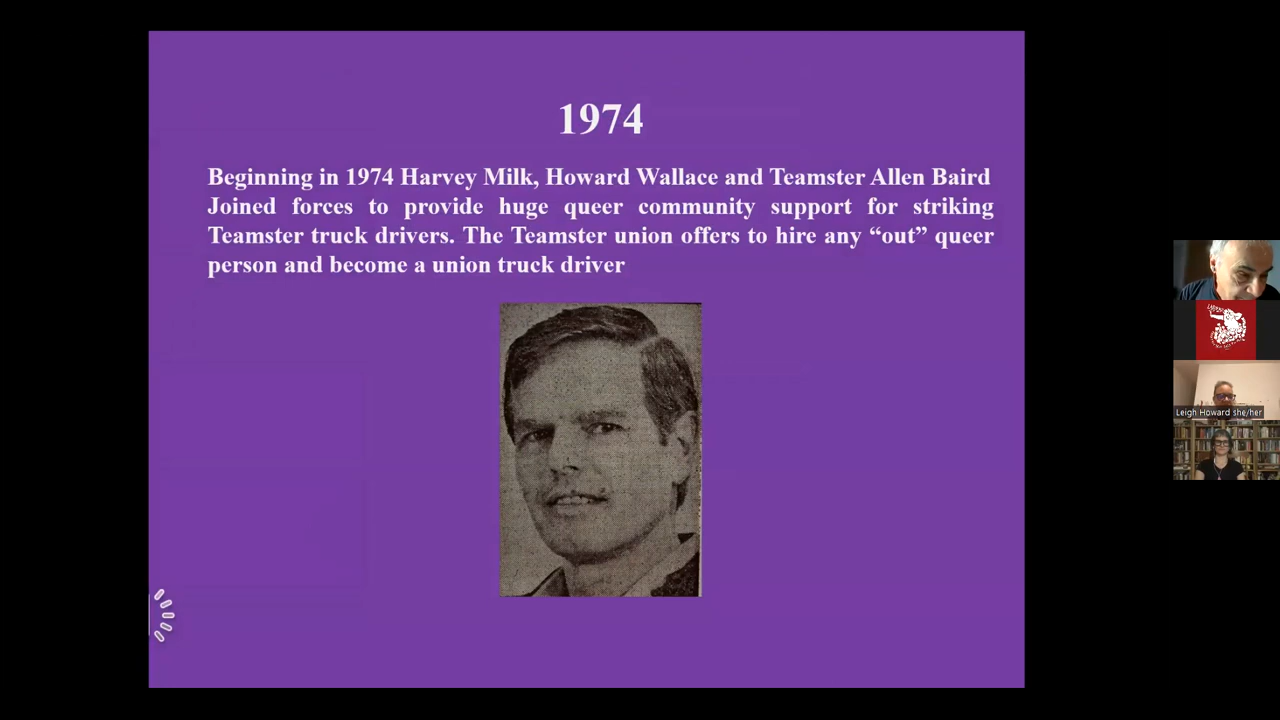 1974
Beginning in 1974 Harvey Milk, Howard Wallace and Teamster Allen Baird
Joined forces to provide huge queer community support for striking
Teamster truck drivers. The Teamster union offers to hire any “out” queer
person and become a union truck driver
Leigh Howard she/her